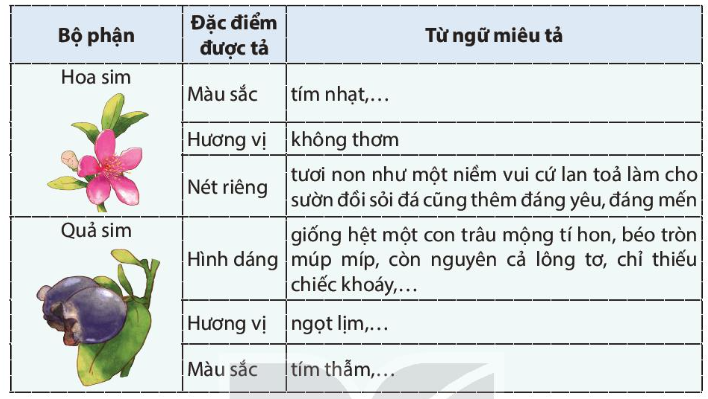 Bộ phận
Đặc điểm
được tả
Từ ngữ miêu tả
Hoa sim
Màu sắc
tím nhạt,…
Hương vị
không thơm
Nét riêng
tươi non như một niềm vui cứ lan toả làm cho
sườn đồi sỏi đá cũng thêm đáng yêu, đáng mến
Quả sim
Hình dáng
giống hệt một con trâu mộng tí hon, béo tròn
múp míp, còn nguyên cả lông tơ, chỉ thiếu
chiếc khoáy,…
Hương vị
ngọt lịm,…
Màu sắc
tím thẫm,…